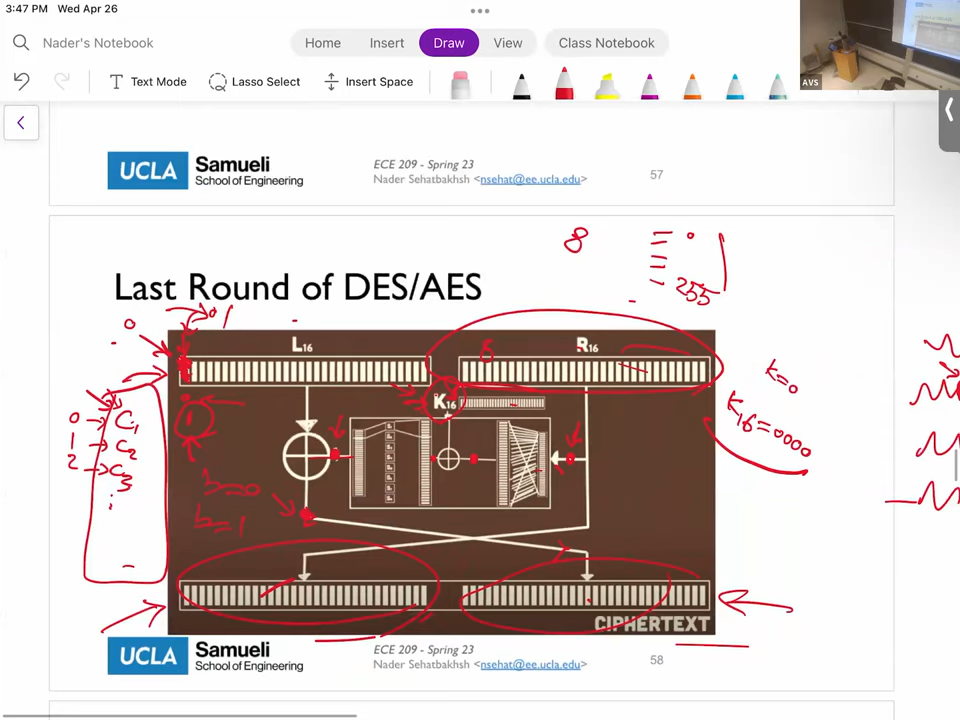 3:47 PM Wed Apr 26
Nader's Notebook
Home Insert Draw View Class Notebook
Text Mode Lasso Select Insert Space
AVS
UCLA Samueli School of Engineering
ECE 209 - Spring 23
Nader Sehatbakhsh <nsehat@ee.ucla.edu>
57
8
0
255
Last Round of DES/AES
0
0/1
L16
8
R16
K16
K=0
K16=0000
0 → C1
1 → C2
2 → C3
1
b=0
b=1
CIPHERTEXT
UCLA Samueli School of Engineering
ECE 209 - Spring 23
Nader Sehatbakhsh <nsehat@ee.ucla.edu>
58